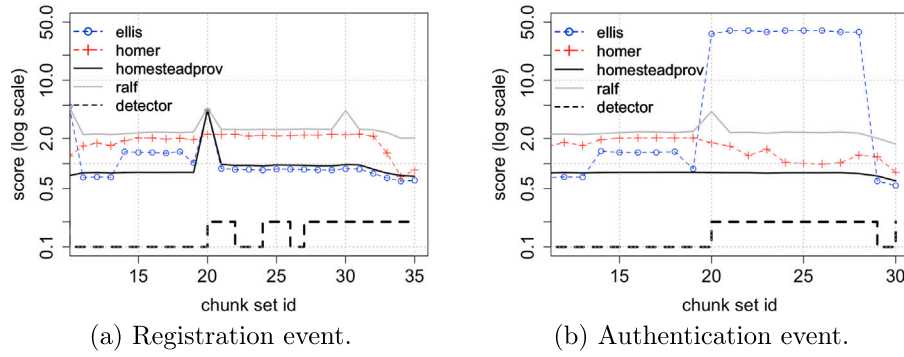 50.0
10.0
2.0
0.5
0.1
score (log scale)
ellis
homer
homesteadprov
ralf
detector
15
20
25
30
35
chunk set id
(a) Registration event.
50.0
10.0
2.0
0.5
0.1
score (log scale)
ellis
homer
homesteadprov
ralf
detector
15
20
25
30
chunk set id
(b) Authentication event.